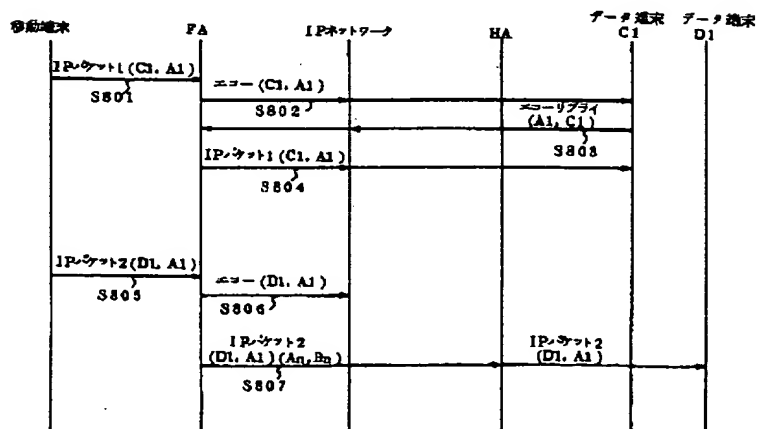 移動端末 FA IPネットワーク HA データ端末 C1 データ端末 D1
IPパケット1(C1, A1)
S801
エコー(C1, A1)
S802
エコーリプライ
(A1, C1)
S803
IPパケット1(C1, A1)
S804
IPパケット2(D1, A1)
S805
エコー(D1, A1)
S806
IPパケット2
(D1, A1)(An, Bn)
S807
IPパケット2
(D1, A1)